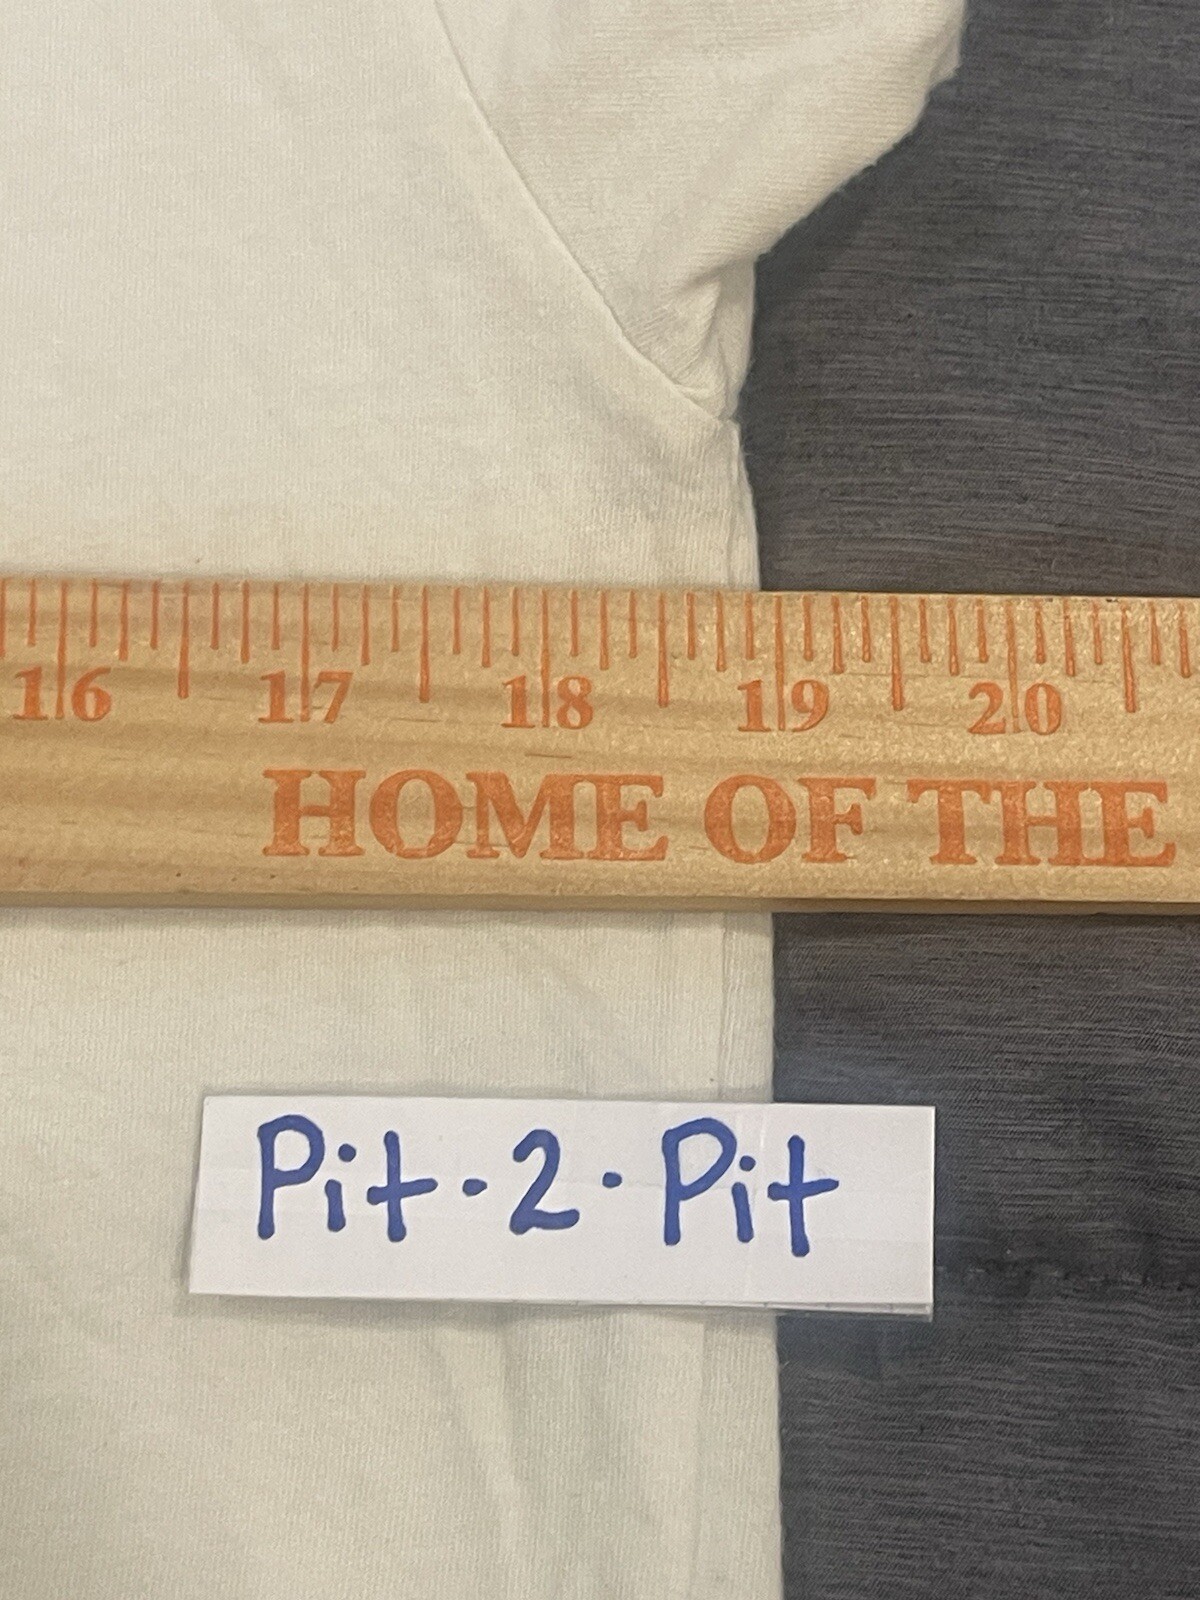 16 17 18 19 20
HOME OF THE
Pit·2·Pit